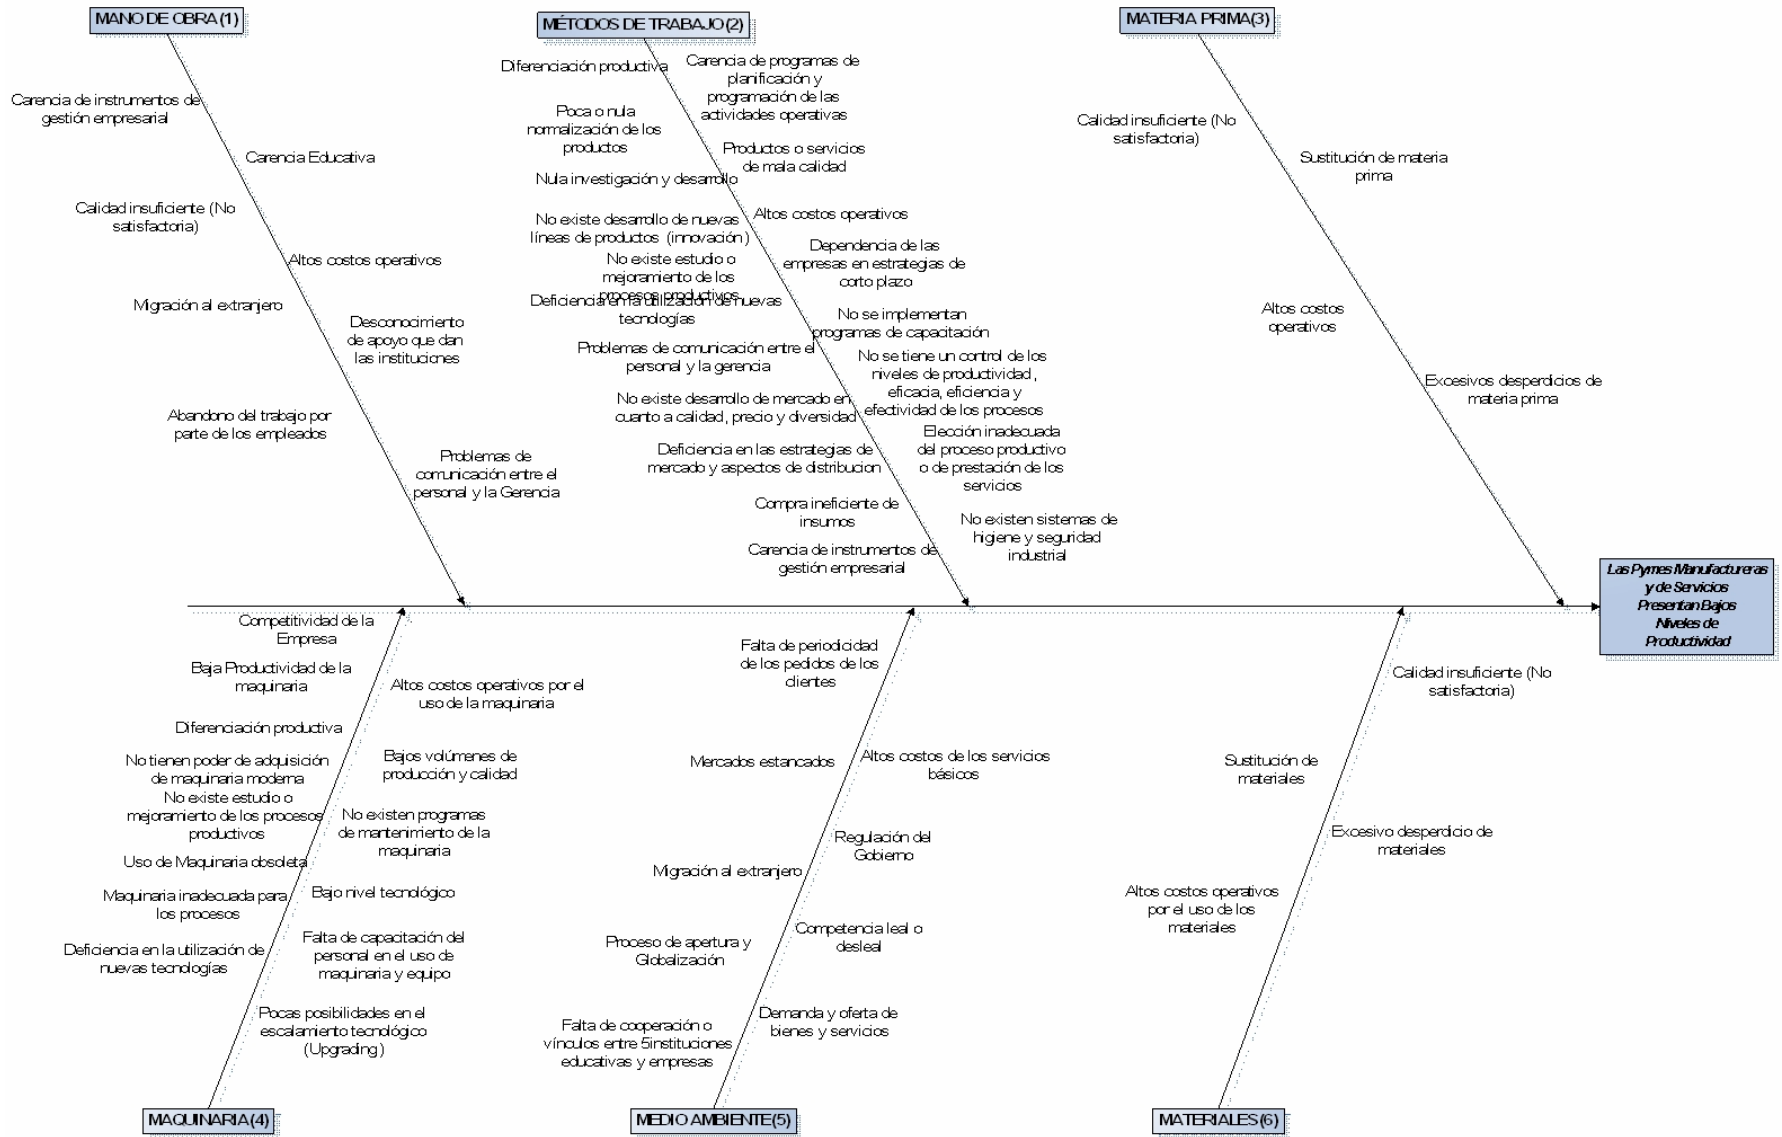 MANO DE OBRA (1)
Carencia de instrumentos de
gestión empresarial
Carencia Educativa
Calidad insuficiente (No
satisfactoria)
Altos costos operativos
Migración al extranjero
Desconocimiento
de apoyo que dan
las instituciones
Abandono del trabajo por
parte de los empleados
Problemas de
comunicación entre el
personal y la Gerencia
MÉTODOS DE TRABAJO (2)
Diferenciación productiva
Carencia de programas de
planificación y
programación de las
actividades operativas
Poca o nula
normalización de los
productos
Productos o servicios
de mala calidad
Nula investigación y desarrollo
Altos costos operativos
No existe desarrollo de nuevas
líneas de productos (innovación)
Dependencia de las
empresas en estrategias de
corto plazo
No existe estudio o
mejoramiento de los
procesos productivos
Deficiencia en la utilización de nuevas
tecnologías
No se implementan
programas de capacitación
Problemas de comunicación entre el
personal y la gerencia
No se tiene un control de los
niveles de productividad,
eficacia, eficiencia y
efectividad de los procesos
No existe desarrollo de mercado en
cuanto a calidad, precio y diversidad
Elección inadecuada
del proceso productivo
o de prestación de los
servicios
Deficiencia en las estrategias de
mercado y aspectos de distribucion
Compra ineficiente de
insumos
No existen sistemas de
higiene y seguridad
industrial
Carencia de instrumentos de
gestión empresarial
MATERIA PRIMA(3)
Calidad insuficiente (No
satisfactoria)
Sustitución de materia
prima
Altos costos
operativos
Excesivos desperdicios de
materia prima
Las Pymes Manufactureras
y de Servicios
Presentan Bajos
Niveles de
Productividad
Competitividad de la
Empresa
Baja Productividad de la
maquinaria
Altos costos operativos por el
uso de la maquinaria
Diferenciación productiva
Bajos volúmenes de
producción y calidad
No tienen poder de adquisición
de maquinaria moderna
No existe estudio o
mejoramiento de los procesos
productivos
No existen programas
de mantenimiento de la
maquinaria
Uso de Maquinaria obsoleta
Bajo nivel tecnológico
Maquinaria inadecuada para
los procesos
Falta de capacitación del
personal en el uso de
maquinaria y equipo
Deficiencia en la utilización de
nuevas tecnologías
Pocas posibilidades en el
escalamiento tecnológico
(Upgrading)
MAQUINARIA (4)
Falta de periodicidad
de los pedidos de los
clientes
Mercados estancados
Altos costos de los servicios
básicos
Regulación del
Gobierno
Migración al extranjero
Competencia leal o
desleal
Proceso de apertura y
Globalización
Demanda y oferta de
bienes y servicios
Falta de cooperación o
vínculos entre 5instituciones
educativas y empresas
MEDIO AMBIENTE(5)
Calidad insuficiente (No
satisfactoria)
Sustitución de
materiales
Excesivo desperdicio de
materiales
Altos costos operativos
por el uso de los
materiales
MATERIALES (6)